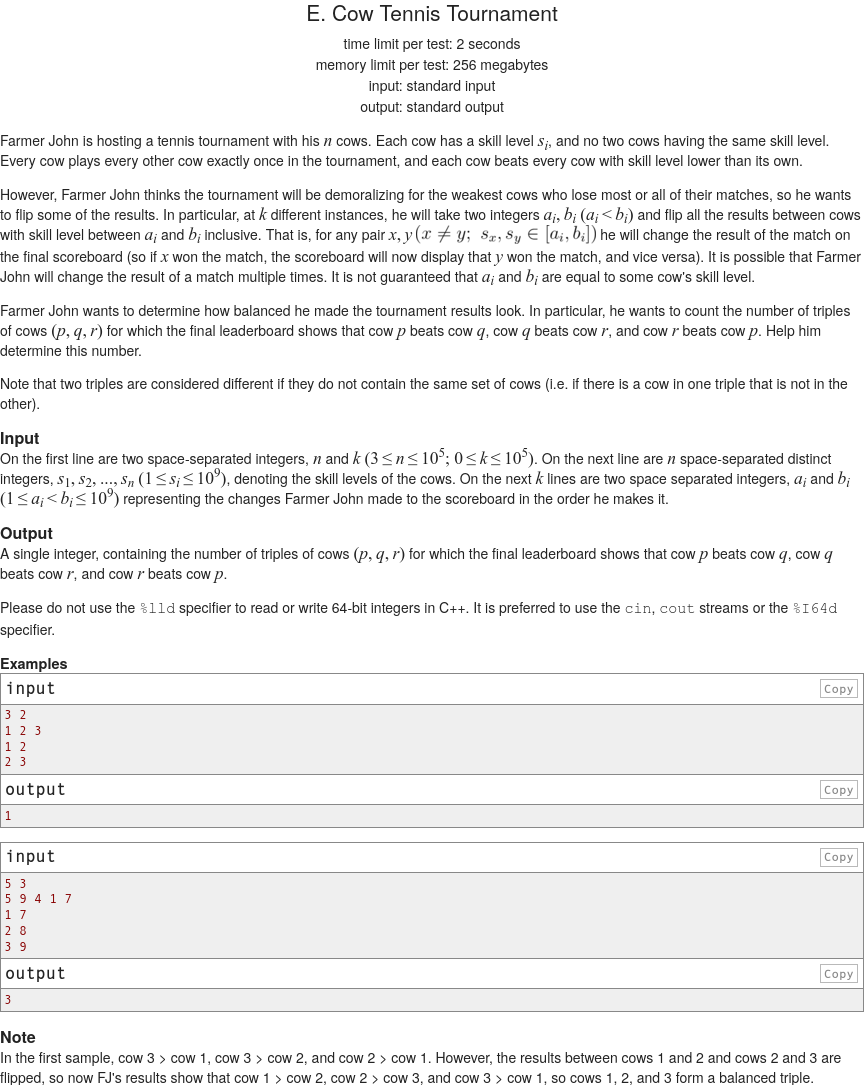 E. Cow Tennis Tournament
time limit per test: 2 seconds
memory limit per test: 256 megabytes
input: standard input
output: standard output
Farmer John is hosting a tennis tournament with his n cows. Each cow has a skill level s_i, and no two cows having the same skill level.
Every cow plays every other cow exactly once in the tournament, and each cow beats every cow with skill level lower than its own.
However, Farmer John thinks the tournament will be demoralizing for the weakest cows who lose most or all of their matches, so he wants
to flip some of the results. In particular, at k different instances, he will take two integers a_i, b_i (a_i < b_i) and flip all the results between cows
with skill level between a_i and b_i inclusive. That is, for any pair x, y (x ≠ y; s_x, s_y ∈ [a_i, b_i]) he will change the result of the match on
the final scoreboard (so if x won the match, the scoreboard will now display that y won the match, and vice versa). It is possible that Farmer
John will change the result of a match multiple times. It is not guaranteed that a_i and b_i are equal to some cow's skill level.
Farmer John wants to determine how balanced he made the tournament results look. In particular, he wants to count the number of triples
of cows (p, q, r) for which the final leaderboard shows that cow p beats cow q, cow q beats cow r, and cow r beats cow p. Help him
determine this number.
Note that two triples are considered different if they do not contain the same set of cows (i.e. if there is a cow in one triple that is not in the
other).
Input
On the first line are two space-separated integers, n and k (3 ≤ n ≤ 10^5; 0 ≤ k ≤ 10^5). On the next line are n space-separated distinct
integers, s_1, s_2, ..., s_n (1 ≤ s_i ≤ 10^9), denoting the skill levels of the cows. On the next k lines are two space separated integers, a_i and b_i
(1 ≤ a_i < b_i ≤ 10^9) representing the changes Farmer John made to the scoreboard in the order he makes it.
Output
A single integer, containing the number of triples of cows (p, q, r) for which the final leaderboard shows that cow p beats cow q, cow q
beats cow r, and cow r beats cow p.
Please do not use the %lld specifier to read or write 64-bit integers in C++. It is preferred to use the cin, cout streams or the %I64d
specifier.
Examples
input Copy
3 2
1 2 3
1 2
2 3
output Copy
1
input Copy
5 3
5 9 4 1 7
1 7
2 8
3 9
output Copy
3
Note
In the first sample, cow 3 > cow 1, cow 3 > cow 2, and cow 2 > cow 1. However, the results between cows 1 and 2 and cows 2 and 3 are
flipped, so now FJ's results show that cow 1 > cow 2, cow 2 > cow 3, and cow 3 > cow 1, so cows 1, 2, and 3 form a balanced triple.